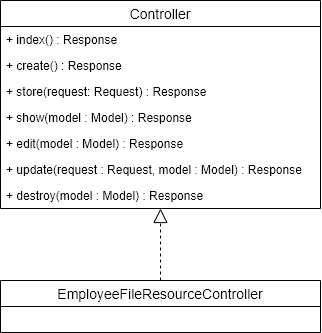 Controller
+ index() : Response
+ create() : Response
+ store(request: Request) : Response
+ show(model : Model) : Response
+ edit(model : Model) : Response
+ update(request : Request, model : Model) : Response
+ destroy(model : Model) : Response
EmployeeFileResourceController